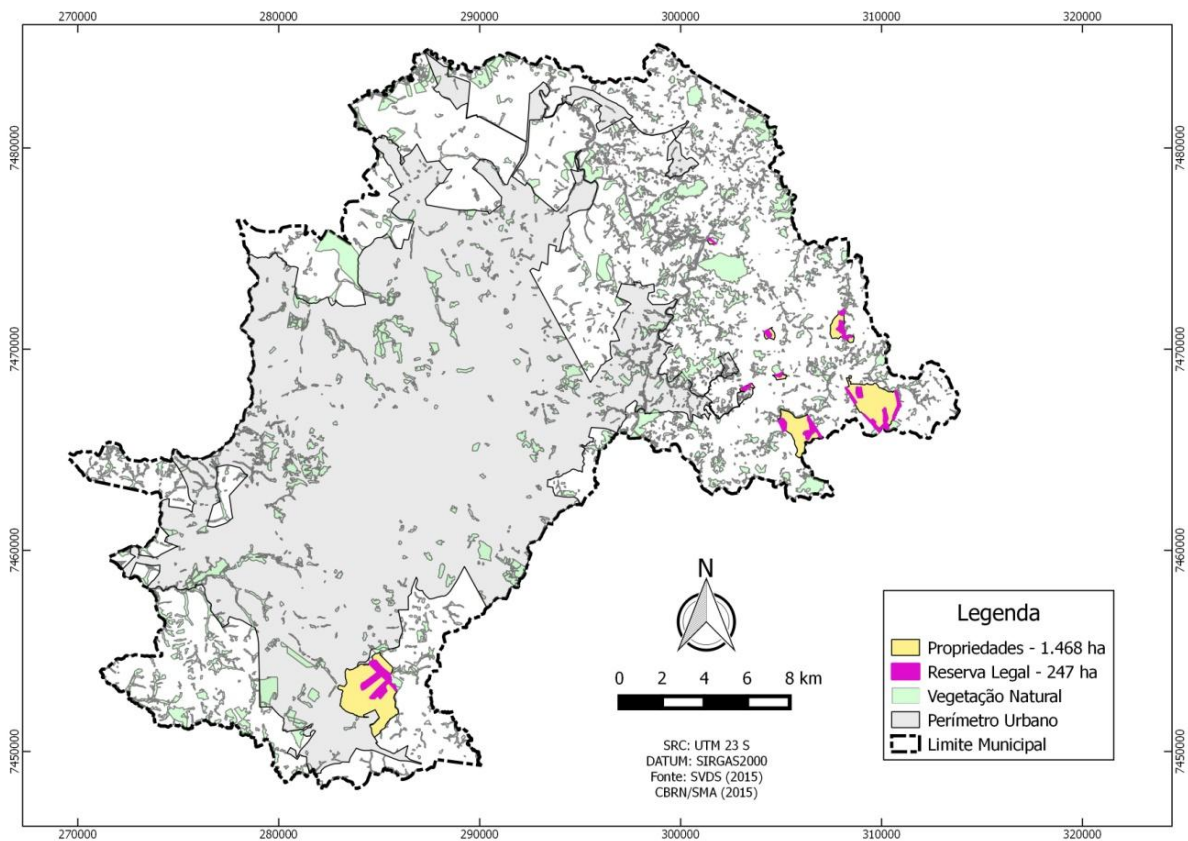 270000 280000 290000 300000 310000 320000
7480000 7480000
7470000 7470000
7460000 7460000
7450000 7450000
N
0 2 4 6 8 km
SRC: UTM 23 S
DATUM: SIRGAS2000
Fonte: SVDS (2015)
CBRN/SMA (2015)
Legenda
Propriedades - 1.468 ha
Reserva Legal - 247 ha
Vegetação Natural
Perímetro Urbano
Limite Municipal
270000 280000 290000 300000 310000 320000